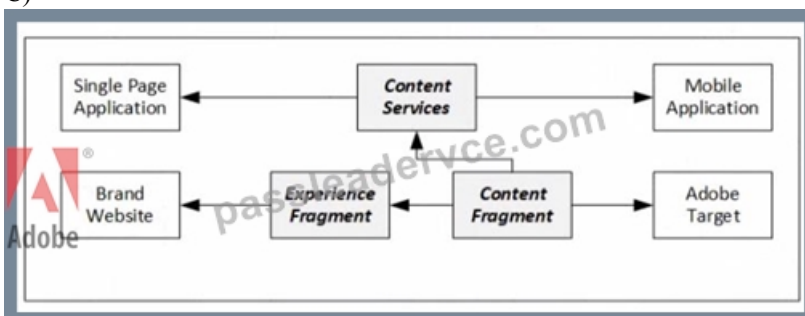 Single Page
Application
Content
Services
Mobile
Application
passleadervce.com
®
Adobe
Brand
Website
Experience
Fragment
Content
Fragment
Adobe
Target